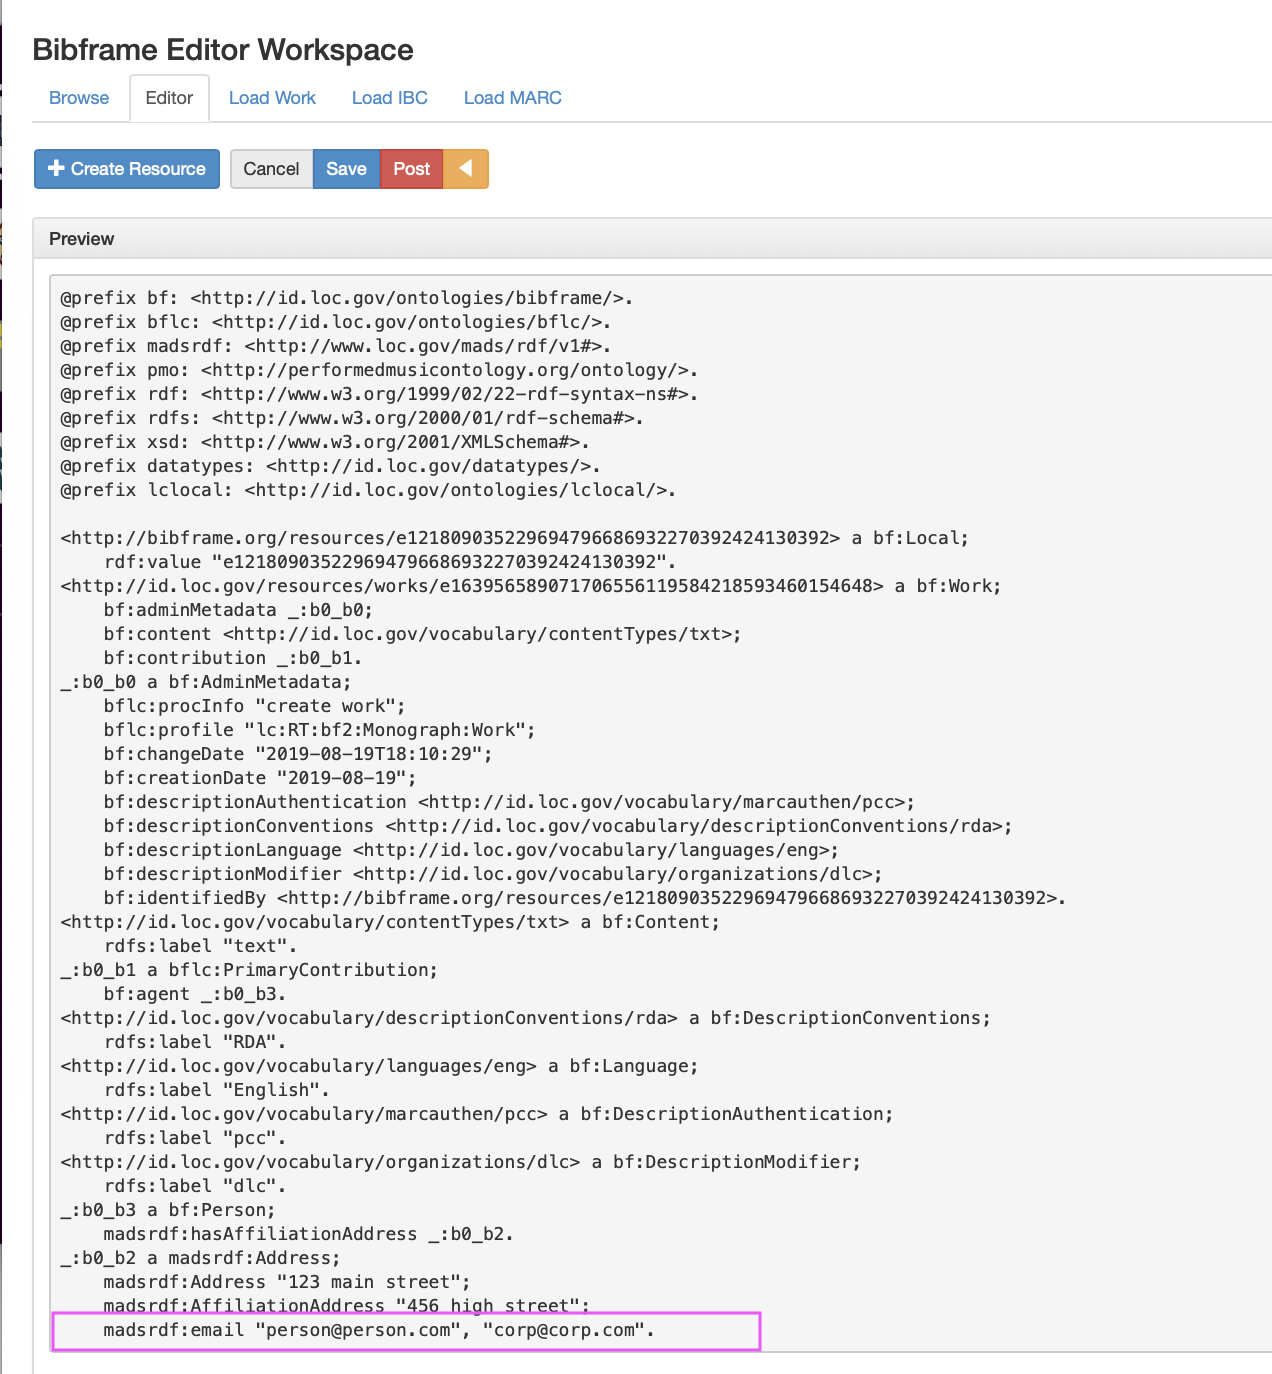 Bibframe Editor Workspace
Browse Editor Load Work Load IBC Load MARC
Create Resource Cancel Save Post
Preview
@prefix bf: <http://id.loc.gov/ontologies/bibframe/>.
@prefix bflc: <http://id.loc.gov/ontologies/bflc/>.
@prefix madsrdf: <http://www.loc.gov/mads/rdf/v1#>.
@prefix pmo: <http://performedmusicontology.org/ontology/>.
@prefix rdf: <http://www.w3.org/1999/02/22-rdf-syntax-ns#>.
@prefix rdfs: <http://www.w3.org/2000/01/rdf-schema#>.
@prefix xsd: <http://www.w3.org/2001/XMLSchema#>.
@prefix datatypes: <http://id.loc.gov/datatypes/>.
@prefix lclocal: <http://id.loc.gov/ontologies/lclocal/>.
<http://bibframe.org/resources/e121809035229694796686932270392424130392> a bf:Local;
rdf:value "e121809035229694796686932270392424130392".
<http://id.loc.gov/resources/works/e163956589071706556119584218593460154648> a bf:Work;
bf:adminMetadata _:b0_b0;
bf:content <http://id.loc.gov/vocabulary/contentTypes/txt>;
bf:contribution _:b0_b1.
_:b0_b0 a bf:AdminMetadata;
bflc:procInfo "create work";
bflc:profile "lc:RT:bf2:Monograph:Work";
bf:changeDate "2019-08-19T18:10:29";
bf:creationDate "2019-08-19";
bf:descriptionAuthentication <http://id.loc.gov/vocabulary/marcauthen/pcc>;
bf:descriptionConventions <http://id.loc.gov/vocabulary/descriptionConventions/rda>;
bf:descriptionLanguage <http://id.loc.gov/vocabulary/languages/eng>;
bf:descriptionModifier <http://id.loc.gov/vocabulary/organizations/dlc>;
bf:identifiedBy <http://bibframe.org/resources/e121809035229694796686932270392424130392>.
<http://id.loc.gov/vocabulary/contentTypes/txt> a bf:Content;
rdfs:label "text".
_:b0_b1 a bflc:PrimaryContribution;
bf:agent _:b0_b3.
<http://id.loc.gov/vocabulary/descriptionConventions/rda> a bf:DescriptionConventions;
rdfs:label "RDA".
<http://id.loc.gov/vocabulary/languages/eng> a bf:Language;
rdfs:label "English".
<http://id.loc.gov/vocabulary/marcauthen/pcc> a bf:DescriptionAuthentication;
rdfs:label "pcc".
<http://id.loc.gov/vocabulary/organizations/dlc> a bf:DescriptionModifier;
rdfs:label "dlc".
_:b0_b3 a bf:Person;
madsrdf:hasAffiliationAddress _:b0_b2.
_:b0_b2 a madsrdf:Address;
madsrdf:Address "123 main street";
madsrdf:AffiliationAddress "456 high street";
madsrdf:email "person@person.com", "corp@corp.com".